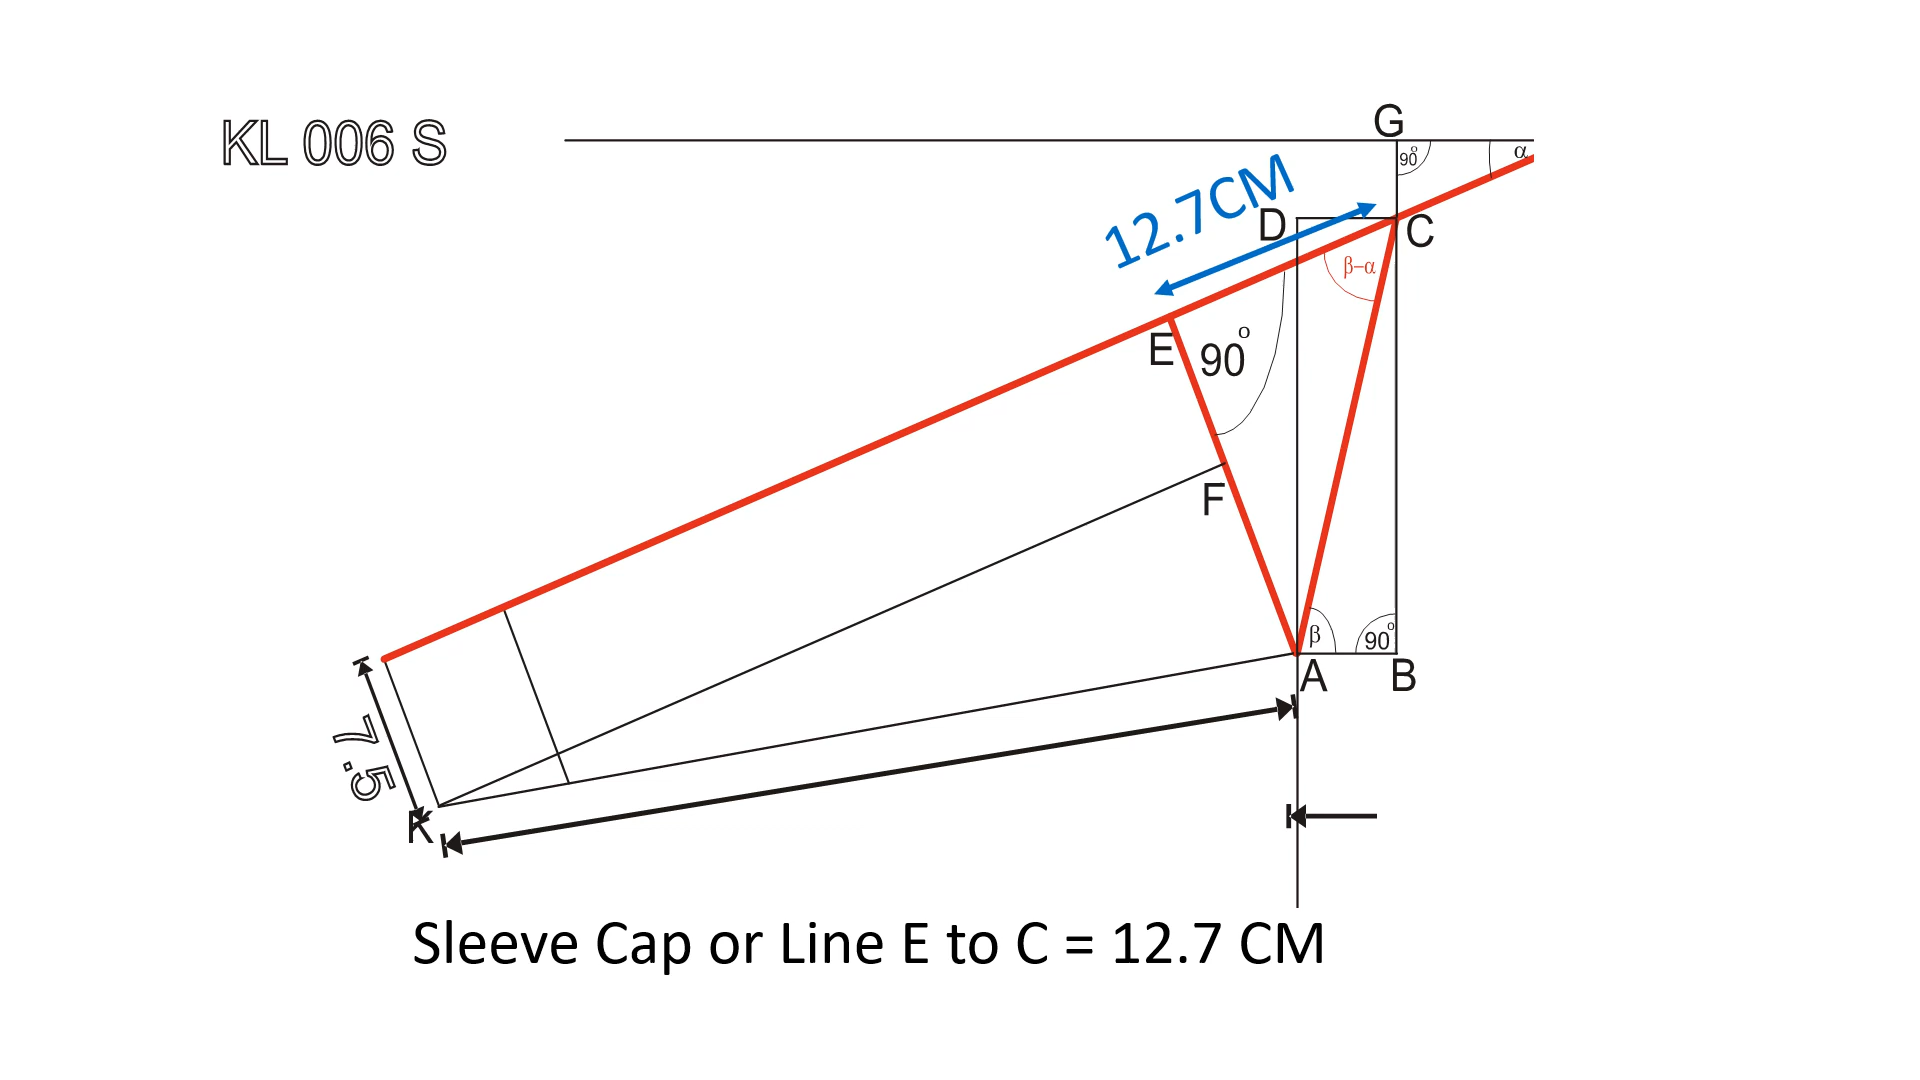 KL 006 S
G
90°
α
12.7CM
D
C
β−α
E
90°
F
β
90°
A
B
7.5
K
Sleeve Cap or Line E to C = 12.7 CM